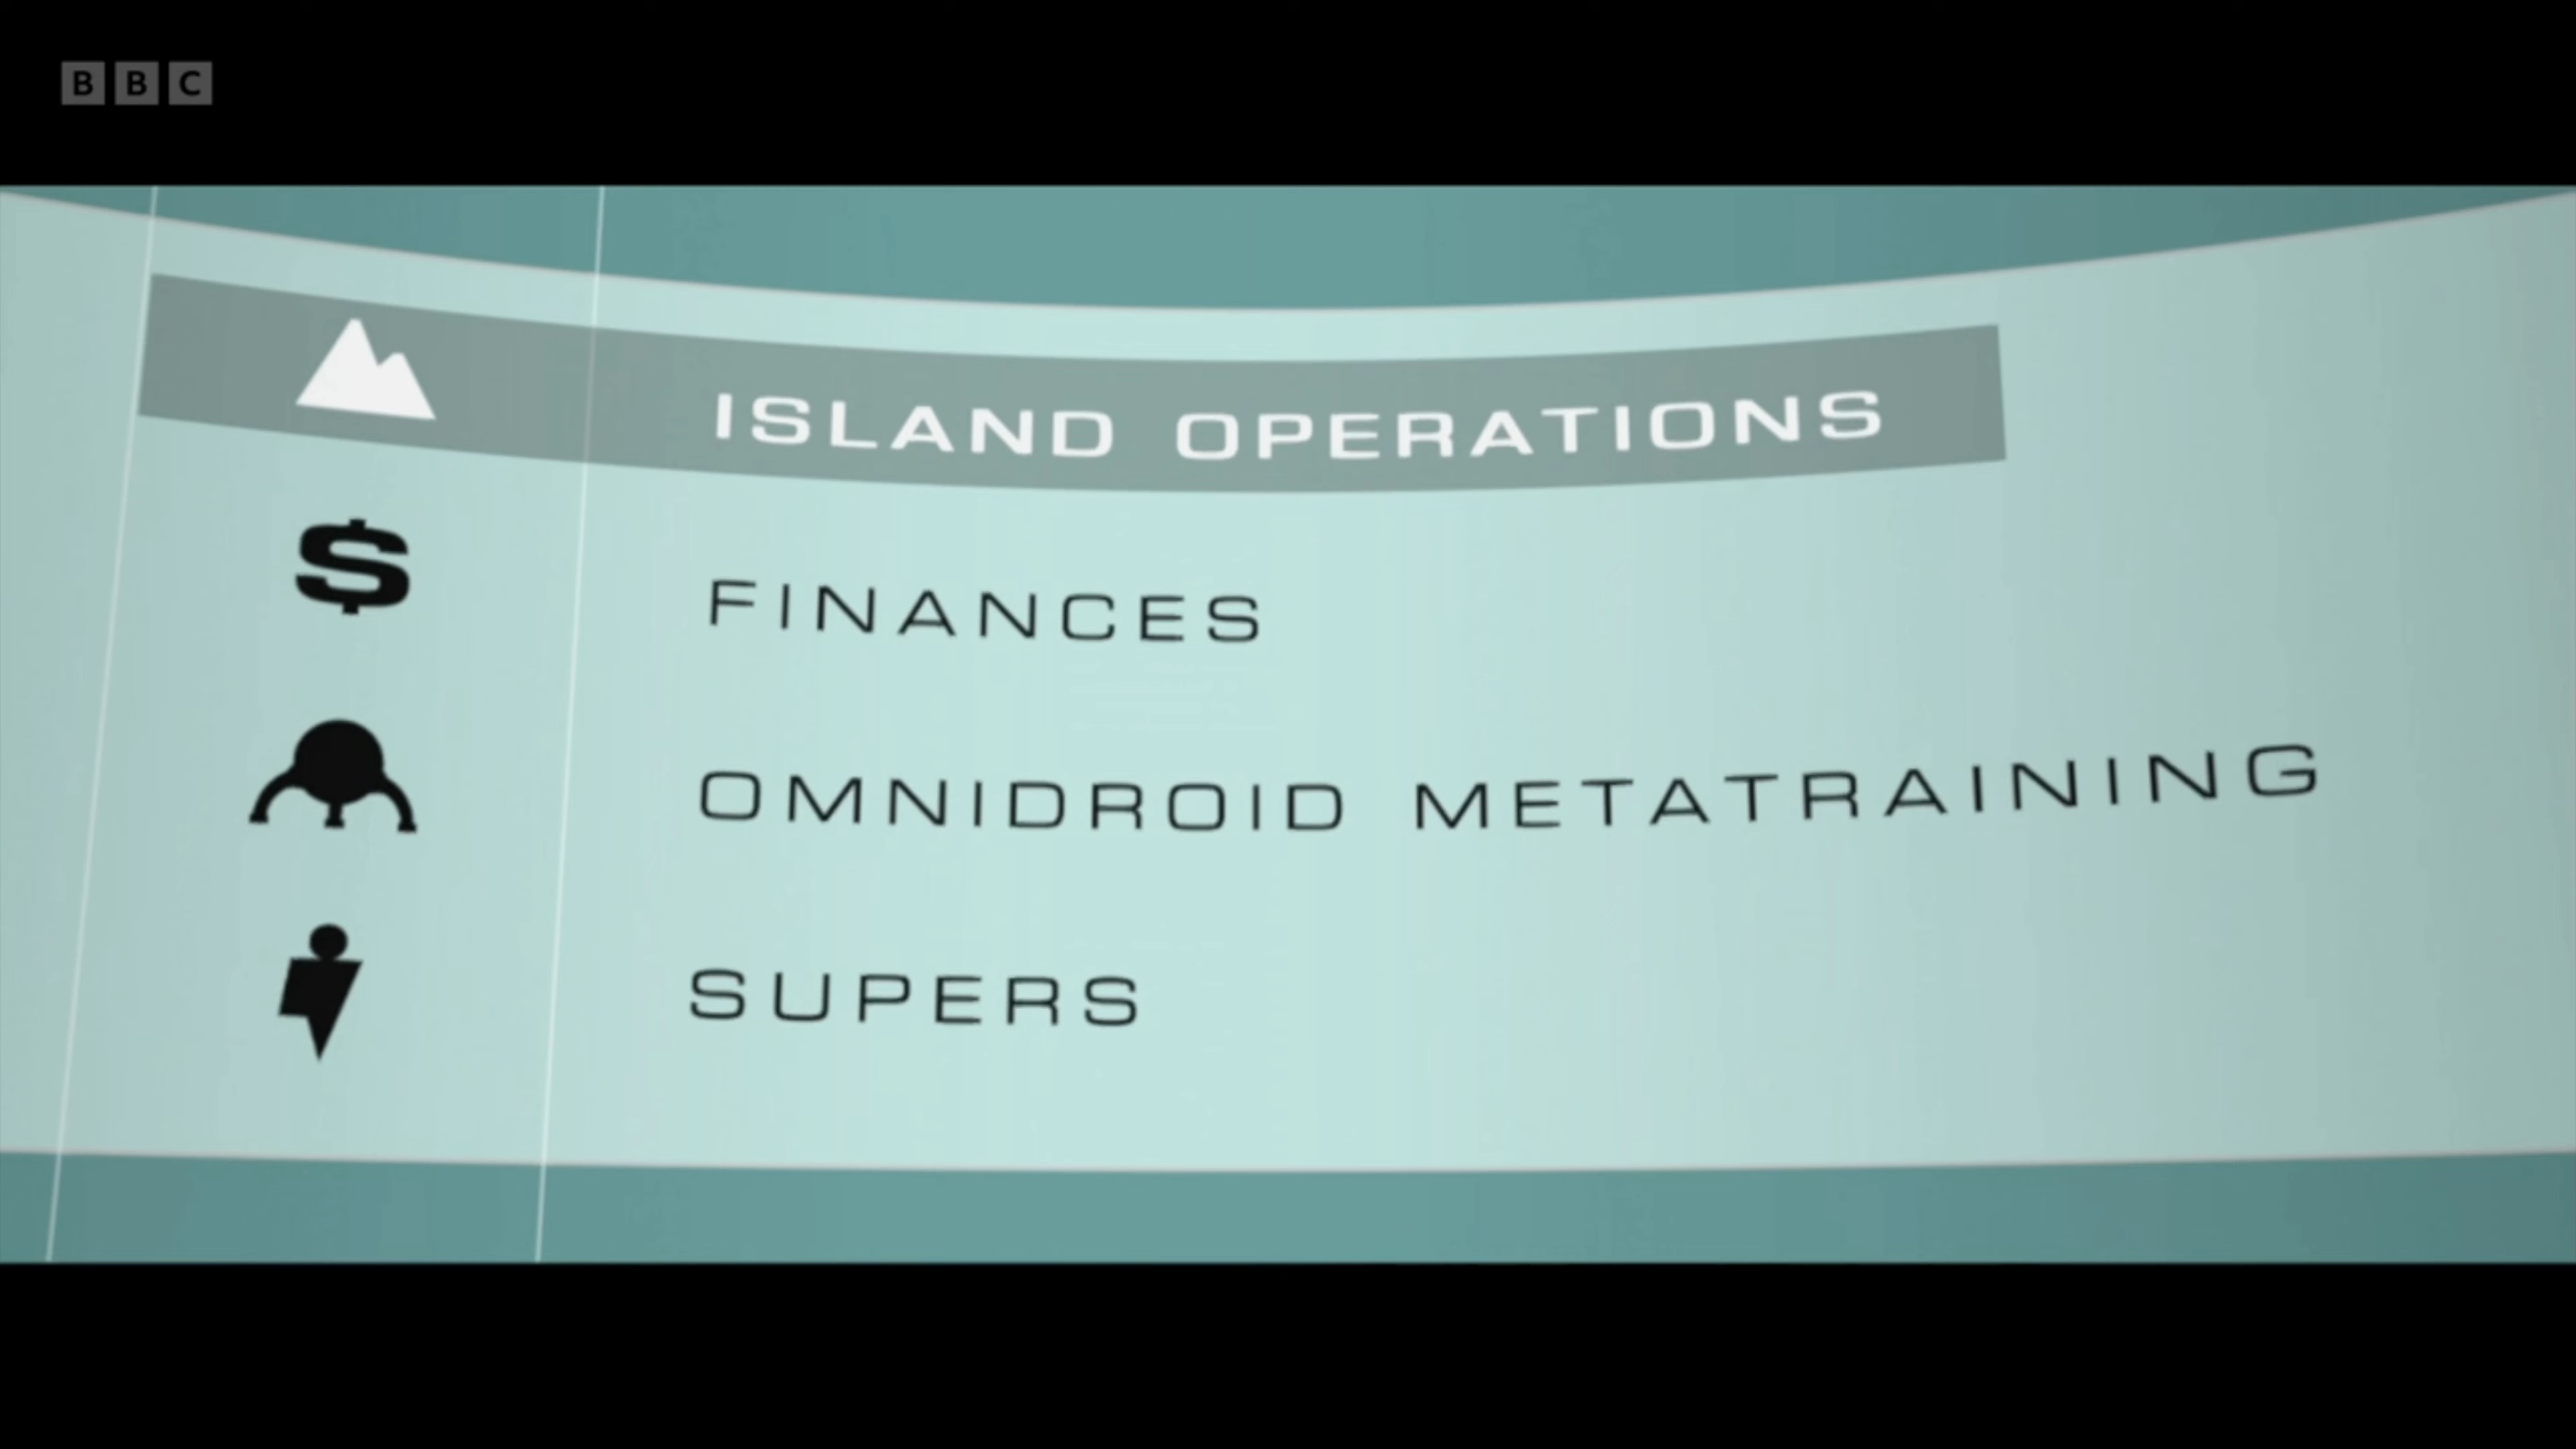 BBC
ISLAND OPERATIONS
$ FINANCES
OMNIDROID METATRAINING
SUPERS